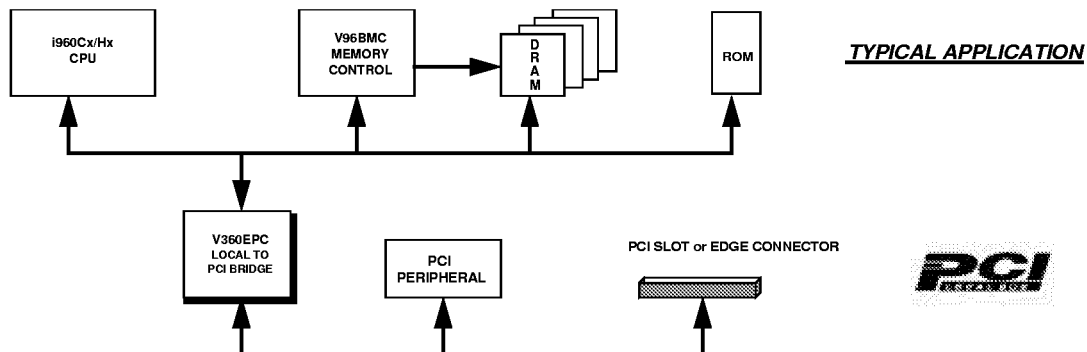 i960Cx/Hx
CPU
V96BMC
MEMORY
CONTROL
D
R
A
M
ROM
TYPICAL APPLICATION
V360EPC
LOCAL TO
PCI BRIDGE
PCI
PERIPHERAL
PCI SLOT or EDGE CONNECTOR
PCI